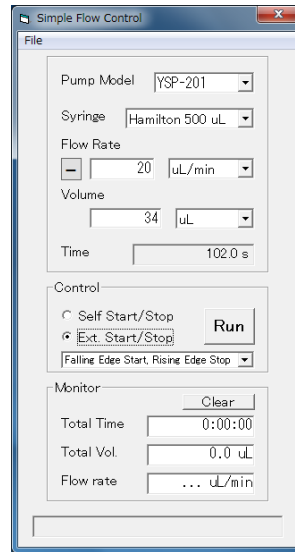 Simple Flow Control
File
Pump Model YSP-201
Syringe Hamilton 500 uL
Flow Rate
− 20 uL/min
Volume
34 uL
Time 102.0 s
Control
Self Start/Stop
Ext. Start/Stop
Run
Falling Edge Start, Rising Edge Stop
Monitor
Clear
Total Time 0:00:00
Total Vol. 0.0 uL
Flow rate ... uL/min